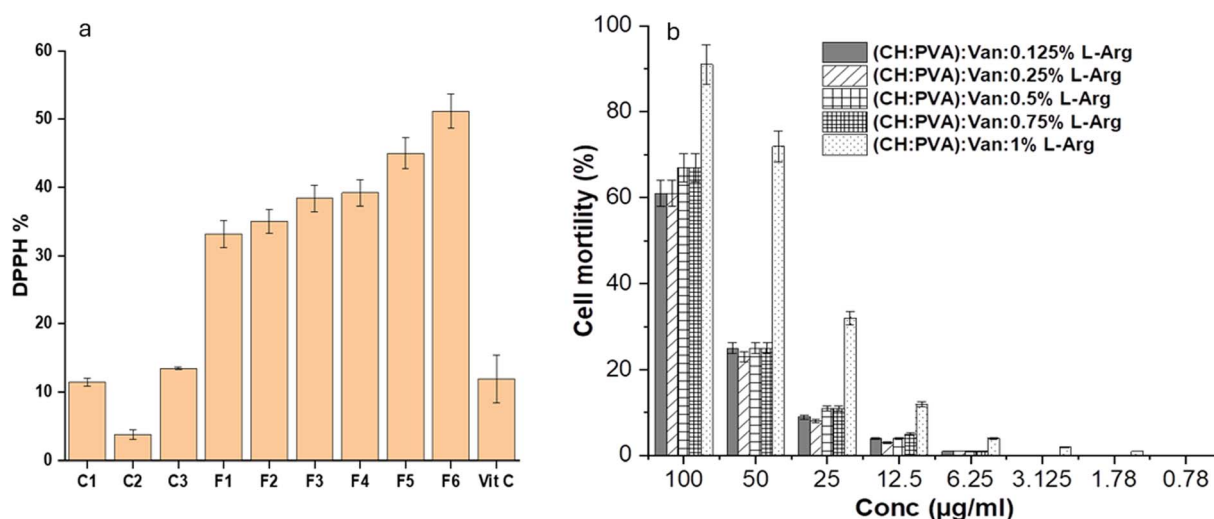 a
DPPH %
60
50
40
30
20
10
0
C1 C2 C3 F1 F2 F3 F4 F5 F6 Vit C
b
Cell mortility (%)
100
80
60
40
20
0
(CH:PVA):Van:0.125% L-Arg
(CH:PVA):Van:0.25% L-Arg
(CH:PVA):Van:0.5% L-Arg
(CH:PVA):Van:0.75% L-Arg
(CH:PVA):Van:1% L-Arg
100 50 25 12.5 6.25 3.125 1.78 0.78
Conc (µg/ml)